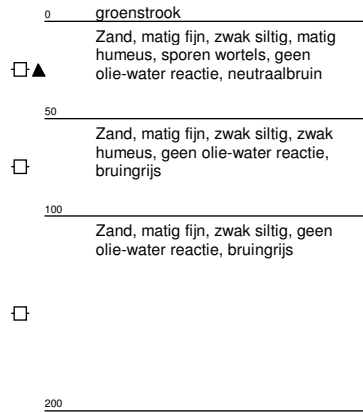 0 groenstrook
Zand, matig fijn, zwak siltig, matig
humeus, sporen wortels, geen
olie-water reactie, neutraalbruin
50
Zand, matig fijn, zwak siltig, zwak
humeus, geen olie-water reactie,
bruingrijs
100
Zand, matig fijn, zwak siltig, geen
olie-water reactie, bruingrijs
200